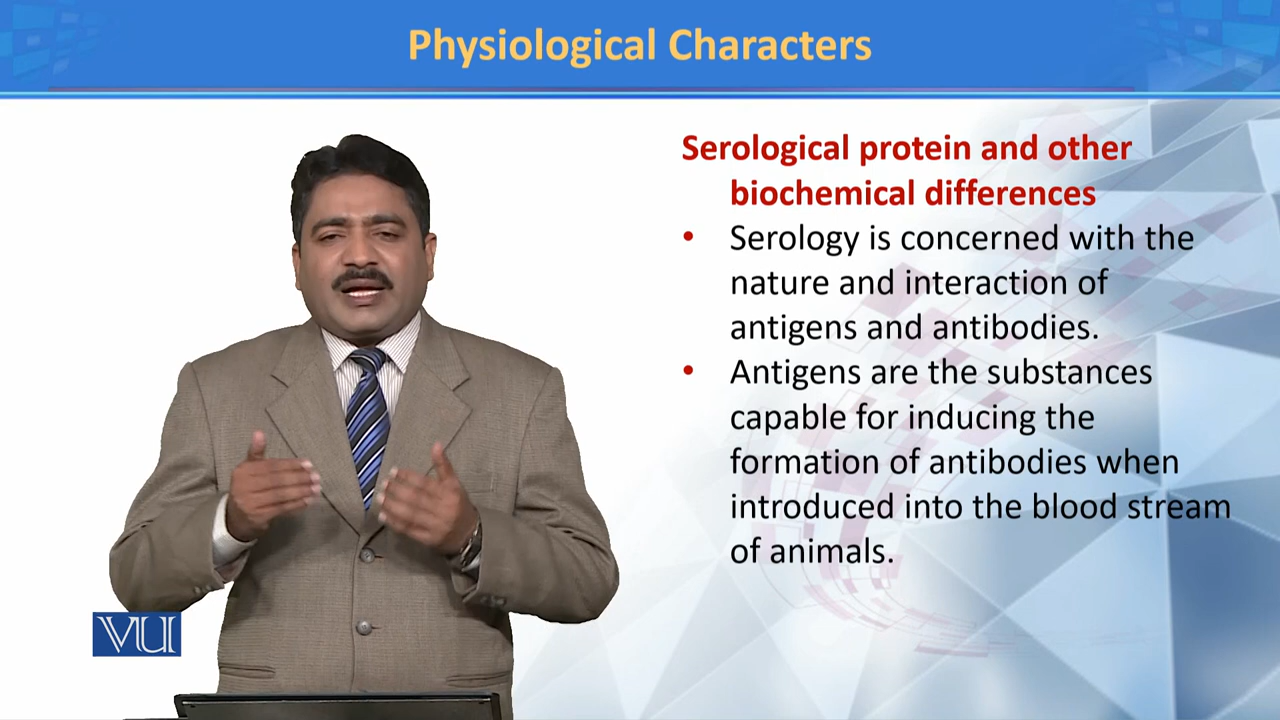 Physiological Characters
Serological protein and other
biochemical differences
• Serology is concerned with the
nature and interaction of
antigens and antibodies.
• Antigens are the substances
capable for inducing the
formation of antibodies when
introduced into the blood stream
of animals.
VU